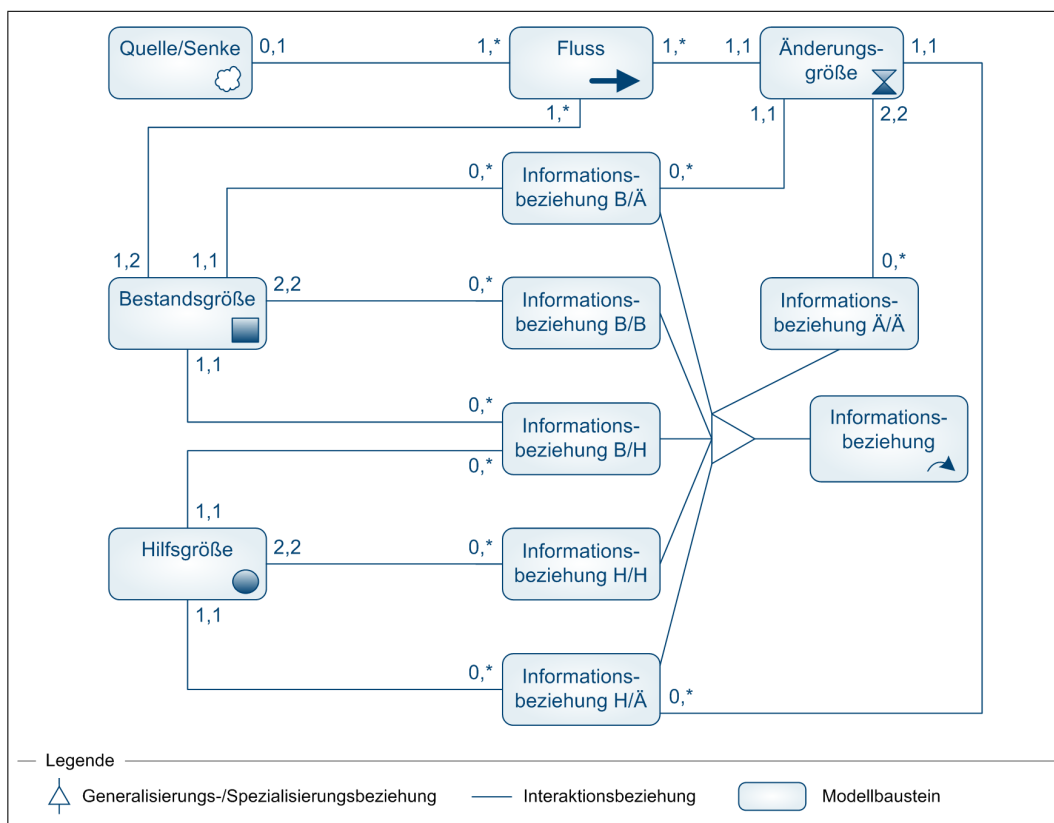 Quelle/Senke
0,1
1,*
Fluss
1,*
1,1
Änderungs-
größe
1,1
1,*
1,1
2,2
0,*
Informations-
beziehung B/Ä
0,*
1,2
1,1
Bestandsgröße
2,2
0,*
Informations-
beziehung B/B
0,*
Informations-
beziehung Ä/Ä
1,1
0,*
Informations-
beziehung B/H
0,*
Informations-
beziehung
1,1
Hilfsgröße
2,2
0,*
Informations-
beziehung H/H
1,1
0,*
Informations-
beziehung H/Ä
0,*
Legende
Generalisierungs-/Spezialisierungsbeziehung
Interaktionsbeziehung
Modellbaustein